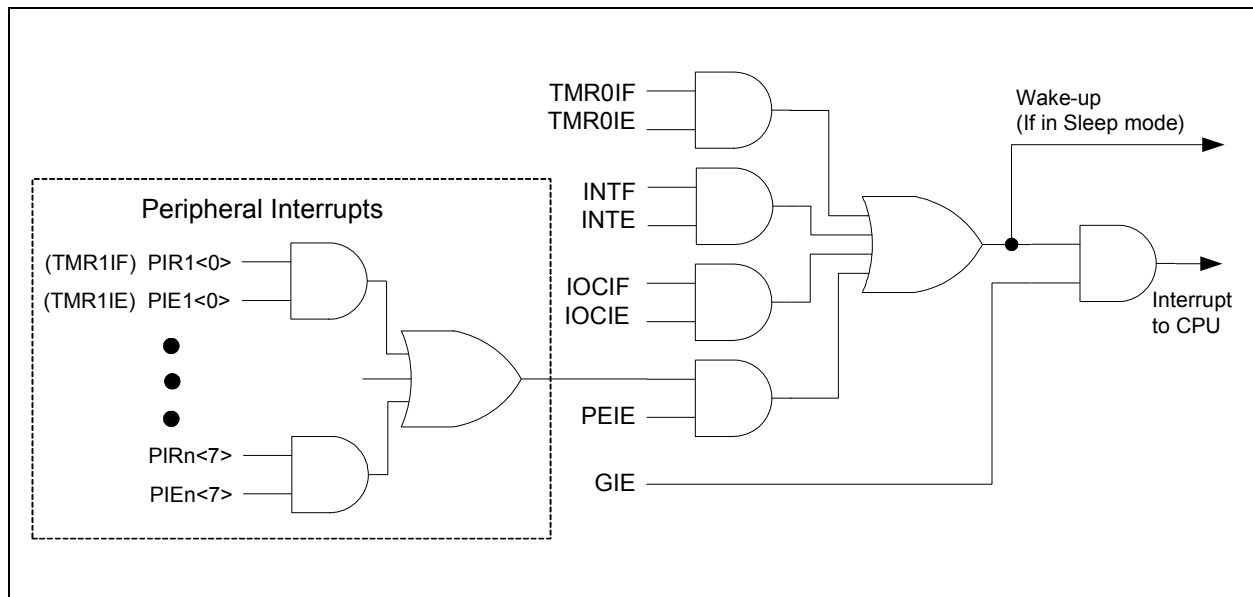 TMR0IF
TMR0IE
Wake-up
(If in Sleep mode)
INTF
INTE
Peripheral Interrupts
(TMR1IF) PIR1<0>
(TMR1IE) PIE1<0>
IOCIF
IOCIE
Interrupt
to CPU
PEIE
PIRn<7>
PIEn<7>
GIE